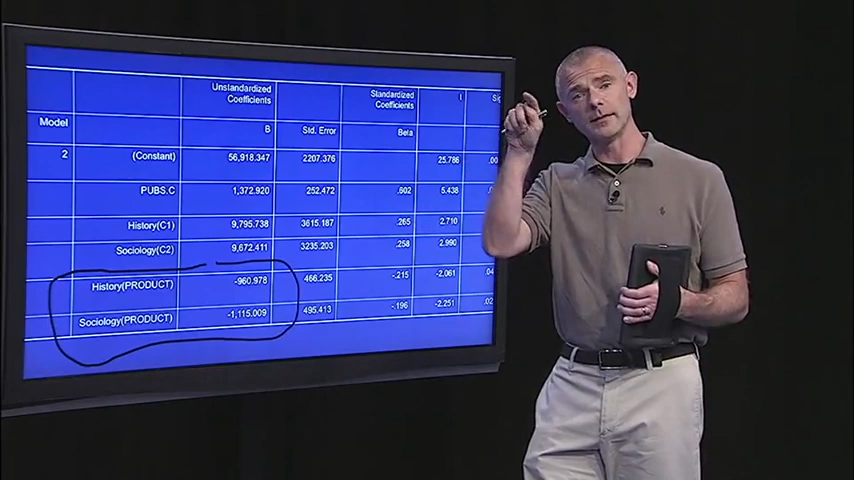 Unstandardized Coefficients Standardized Coefficients t
Model B Std. Error Beta
2 (Constant) 56,918.347 2207.376 25.786
PUBS.C 1,372.920 252.472 .602 5.438
History(C1) 9,795.738 3615.187 .265 2.710
Sociology(C2) 9,672.411 3235.203 .258 2.990
History(PRODUCT) -960.978 466.235 -.215 -2.061
Sociology(PRODUCT) -1,115.009 495.413 -.196 -2.251